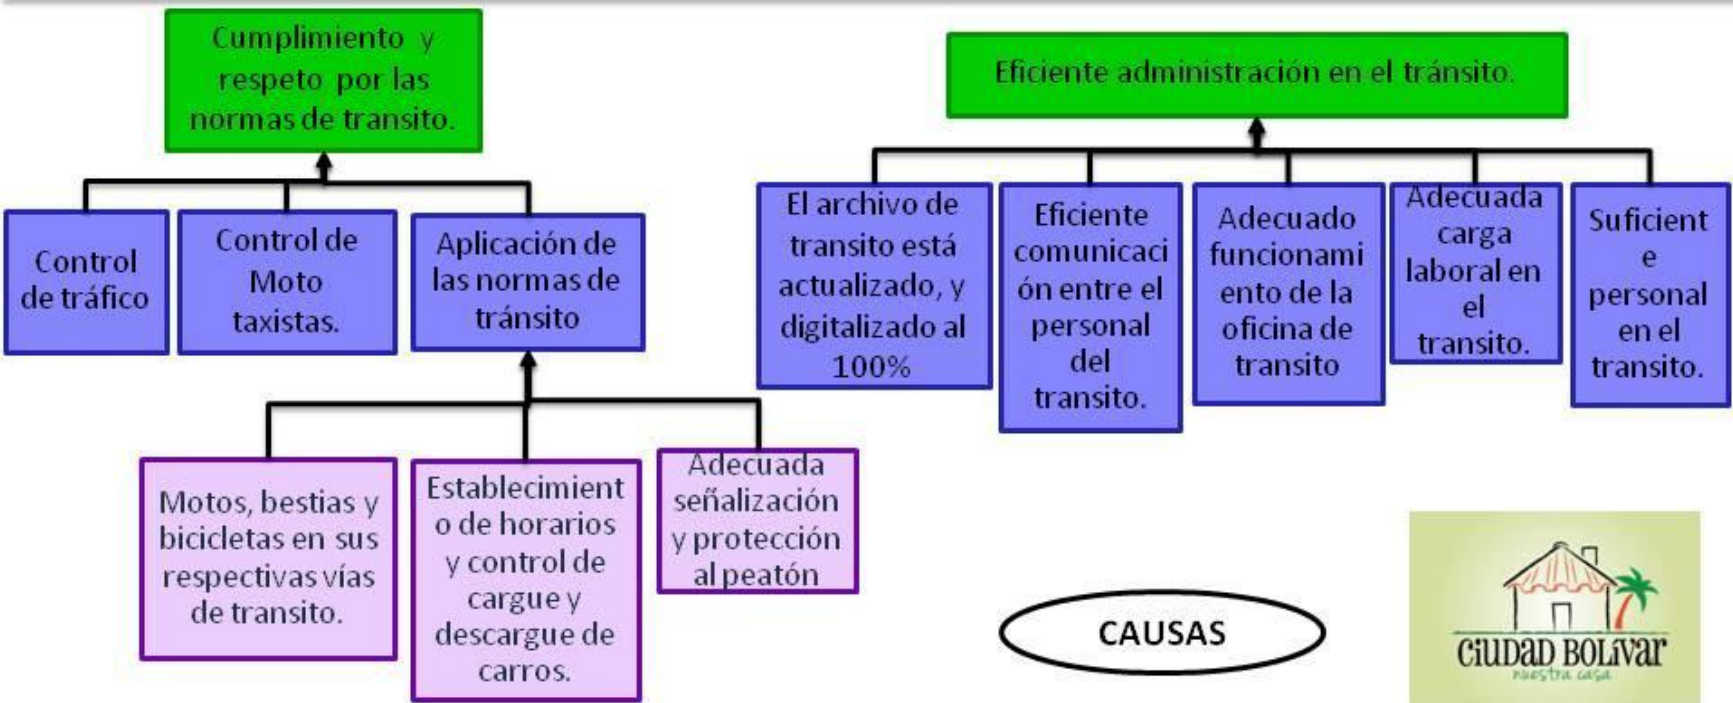 Cumplimiento y
respeto por las
normas de transito.
Eficiente administración en el tránsito.
Control
de tráfico
Control de
Moto
taxistas.
Aplicación de
las normas de
tránsito
El archivo de
transito está
actualizado, y
digitalizado al
100%
Eficiente
comunicaci
ón entre el
personal
del
transito.
Adecuado
funcionami
ento de la
oficina de
transito
Adecuada
carga
laboral en
el
transito.
Suficient
e
personal
en el
transito.
Motos, bestias y
bicicletas en sus
respectivas vías
de transito.
Establecimient
o de horarios
y control de
cargue y
descargue de
carros.
Adecuada
señalización
y protección
al peatón
CAUSAS
CIUDAD BOLÍVAR
nuestra casa